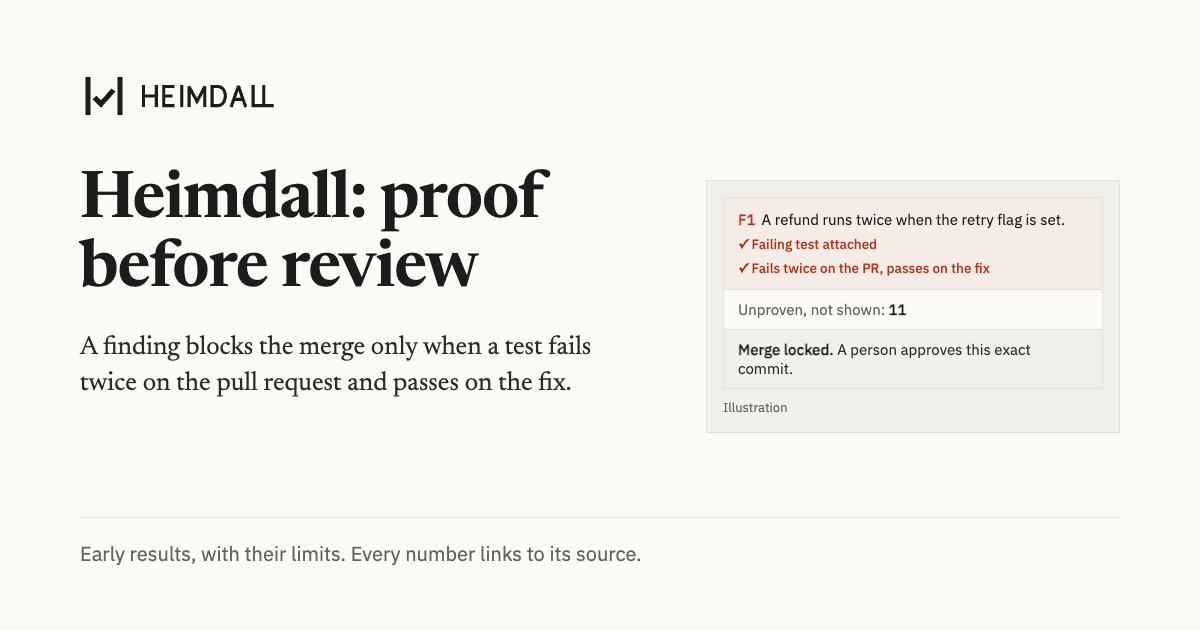 HEIMDALL
Heimdall: proof
before review
A finding blocks the merge only when a test fails
twice on the pull request and passes on the fix.
F1 A refund runs twice when the retry flag is set.
✓Failing test attached
✓Fails twice on the PR, passes on the fix
Unproven, not shown: 11
Merge locked. A person approves this exact
commit.
Illustration
Early results, with their limits. Every number links to its source.